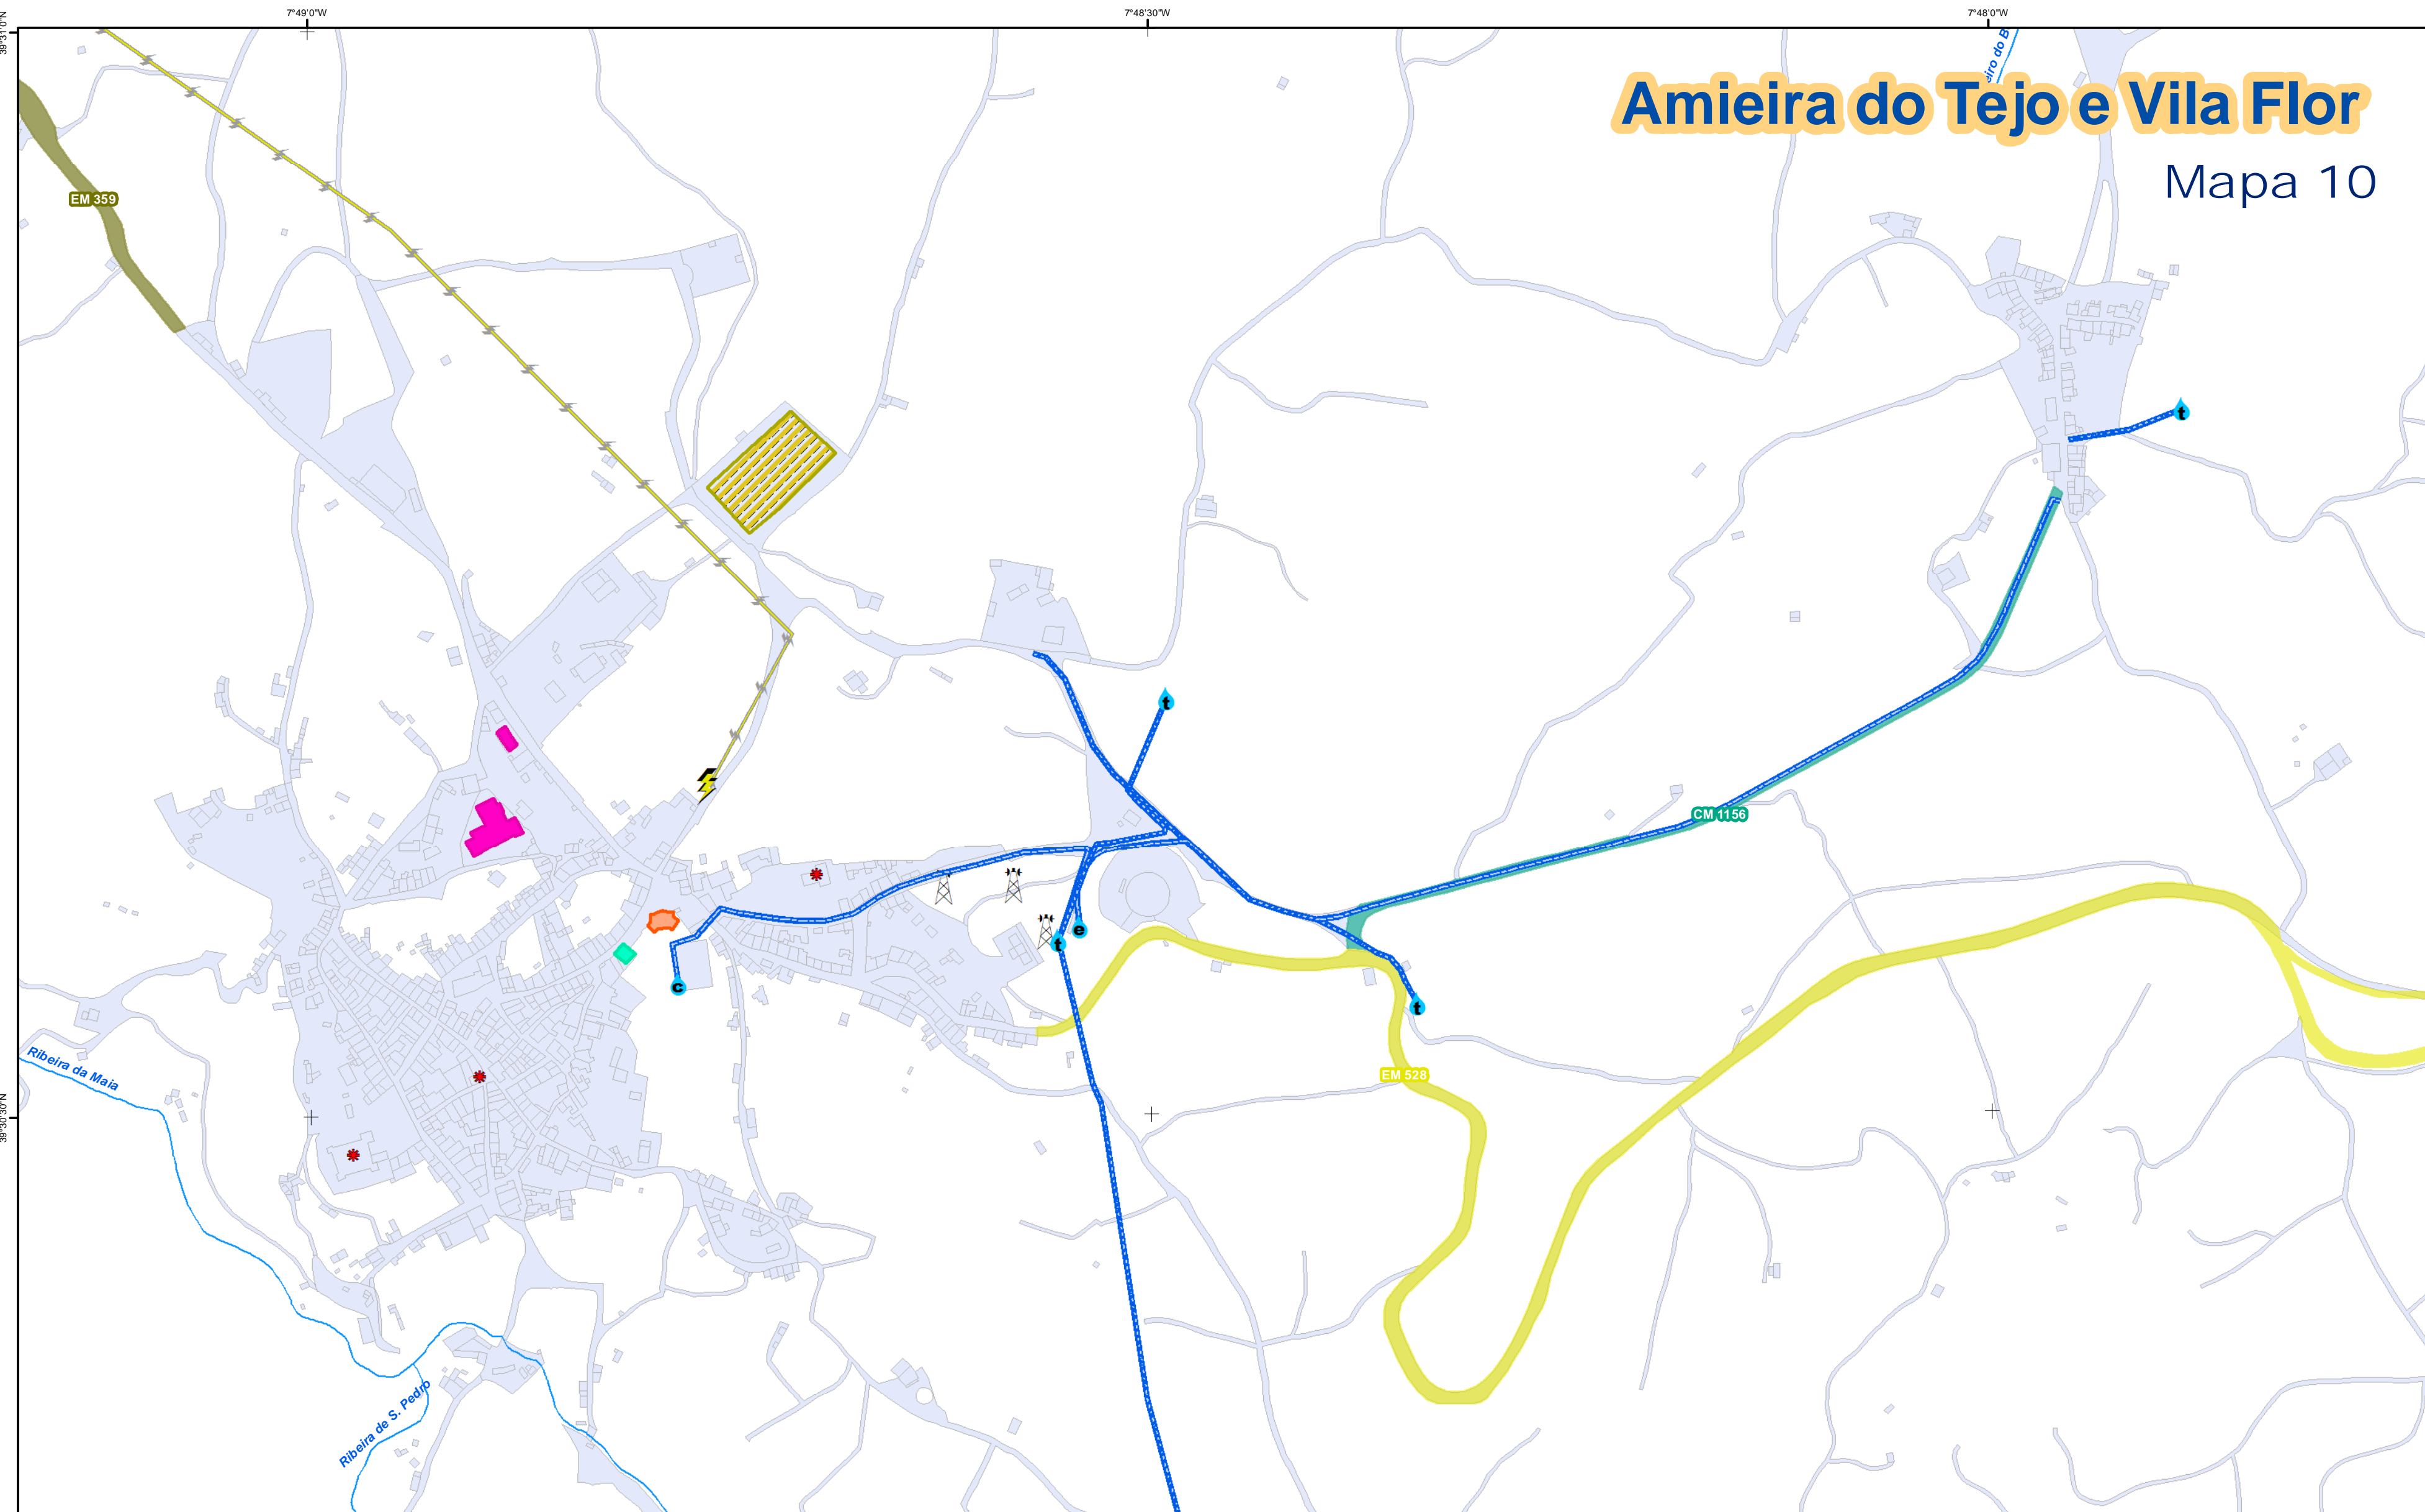 7°49'0"W
7°48'30"W
7°48'0"W
39°31'0"N
Amieira do Tejo e Vila Flor
Mapa 10
EM 359
t
t
CM 1156
e
t
c
t
EM 528
Ribeira da Maia
39°30'30"N
Ribeira de S. Pedro